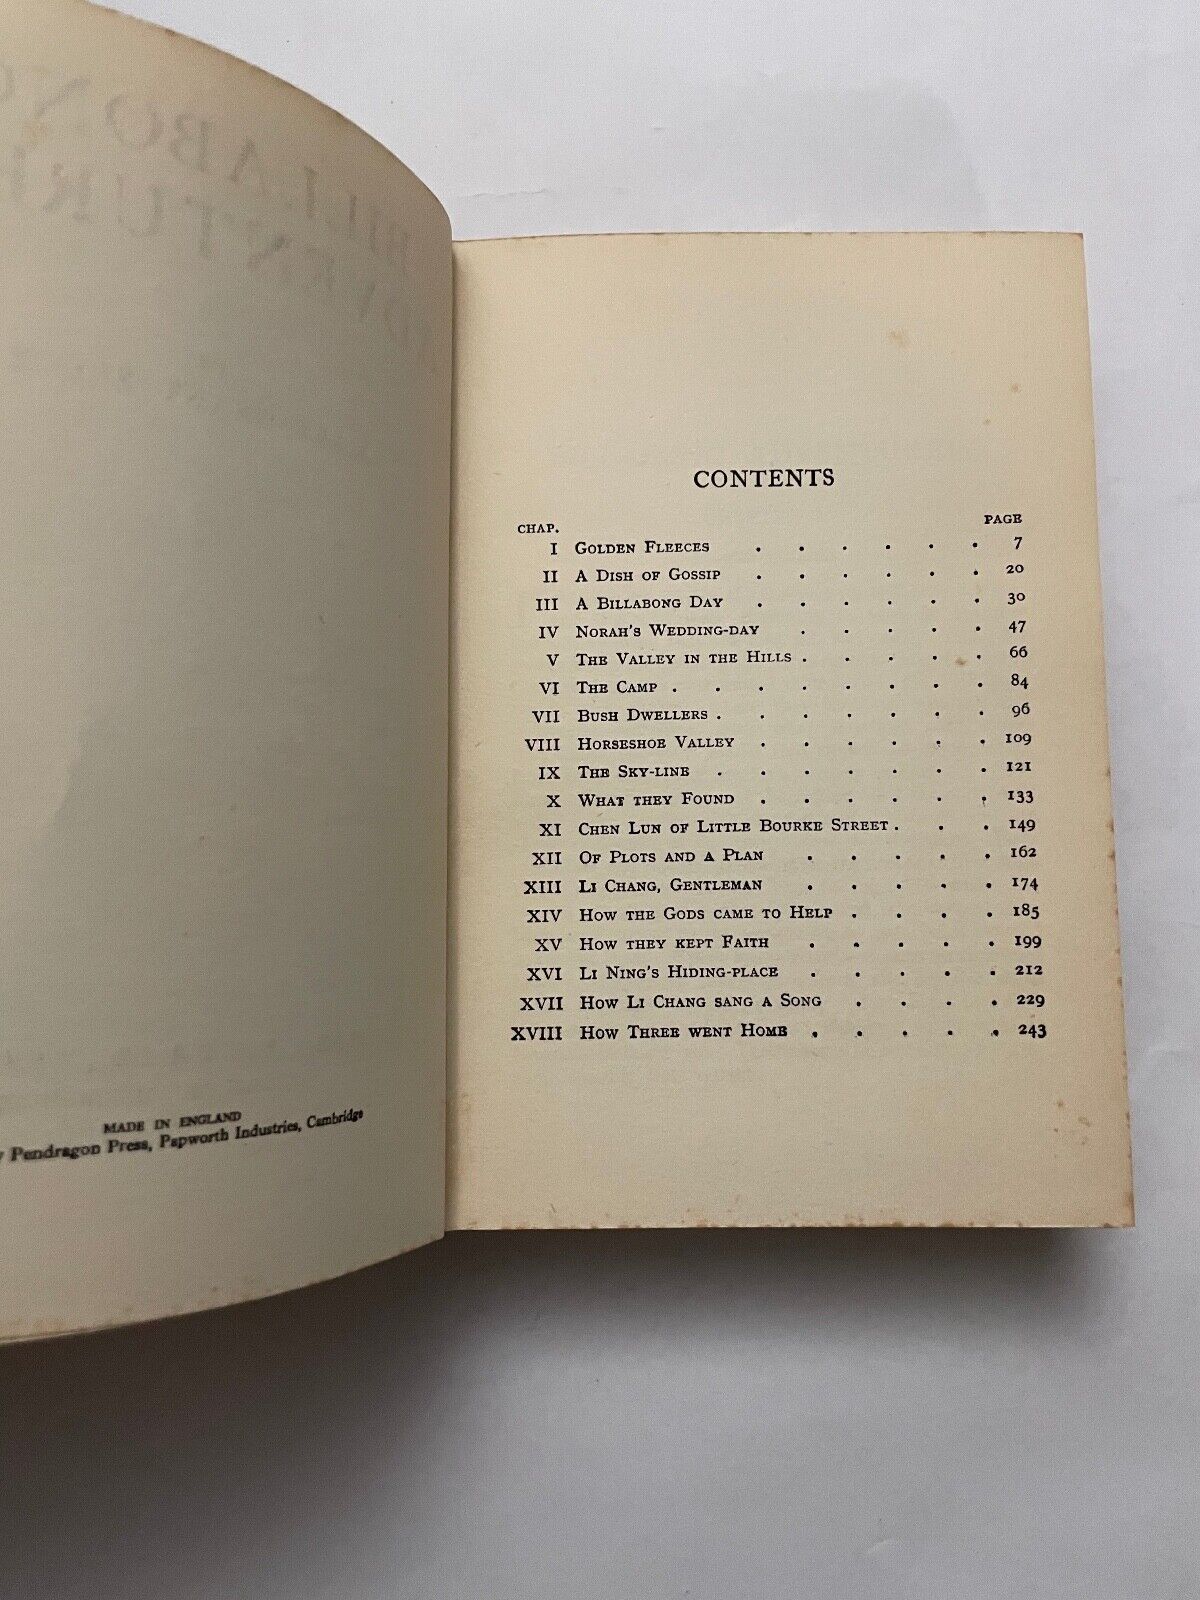 MADE IN ENGLAND
Pendragon Press, Papworth Industries, Cambridge
CONTENTS
CHAP. PAGE
I GOLDEN FLEECES . . . . . . 7
II A DISH OF GOSSIP . . . . . . 20
III A BILLABONG DAY . . . . . . 30
IV NORAH'S WEDDING-DAY . . . . . 47
V THE VALLEY IN THE HILLS . . . . . 66
VI THE CAMP . . . . . . . . 84
VII BUSH DWELLERS . . . . . . . 96
VIII HORSESHOE VALLEY . . . . . . 109
IX THE SKY-LINE . . . . . . . 121
X WHAT THEY FOUND . . . . . . 133
XI CHEN LUN OF LITTLE BOURKE STREET . . . 149
XII OF PLOTS AND A PLAN . . . . . 162
XIII LI CHANG, GENTLEMAN . . . . . 174
XIV HOW THE GODS CAME TO HELP . . . . 185
XV HOW THEY KEPT FAITH . . . . . 199
XVI LI NING'S HIDING-PLACE . . . . . 212
XVII HOW LI CHANG SANG A SONG . . . . 229
XVIII HOW THREE WENT HOME . . . . . 243